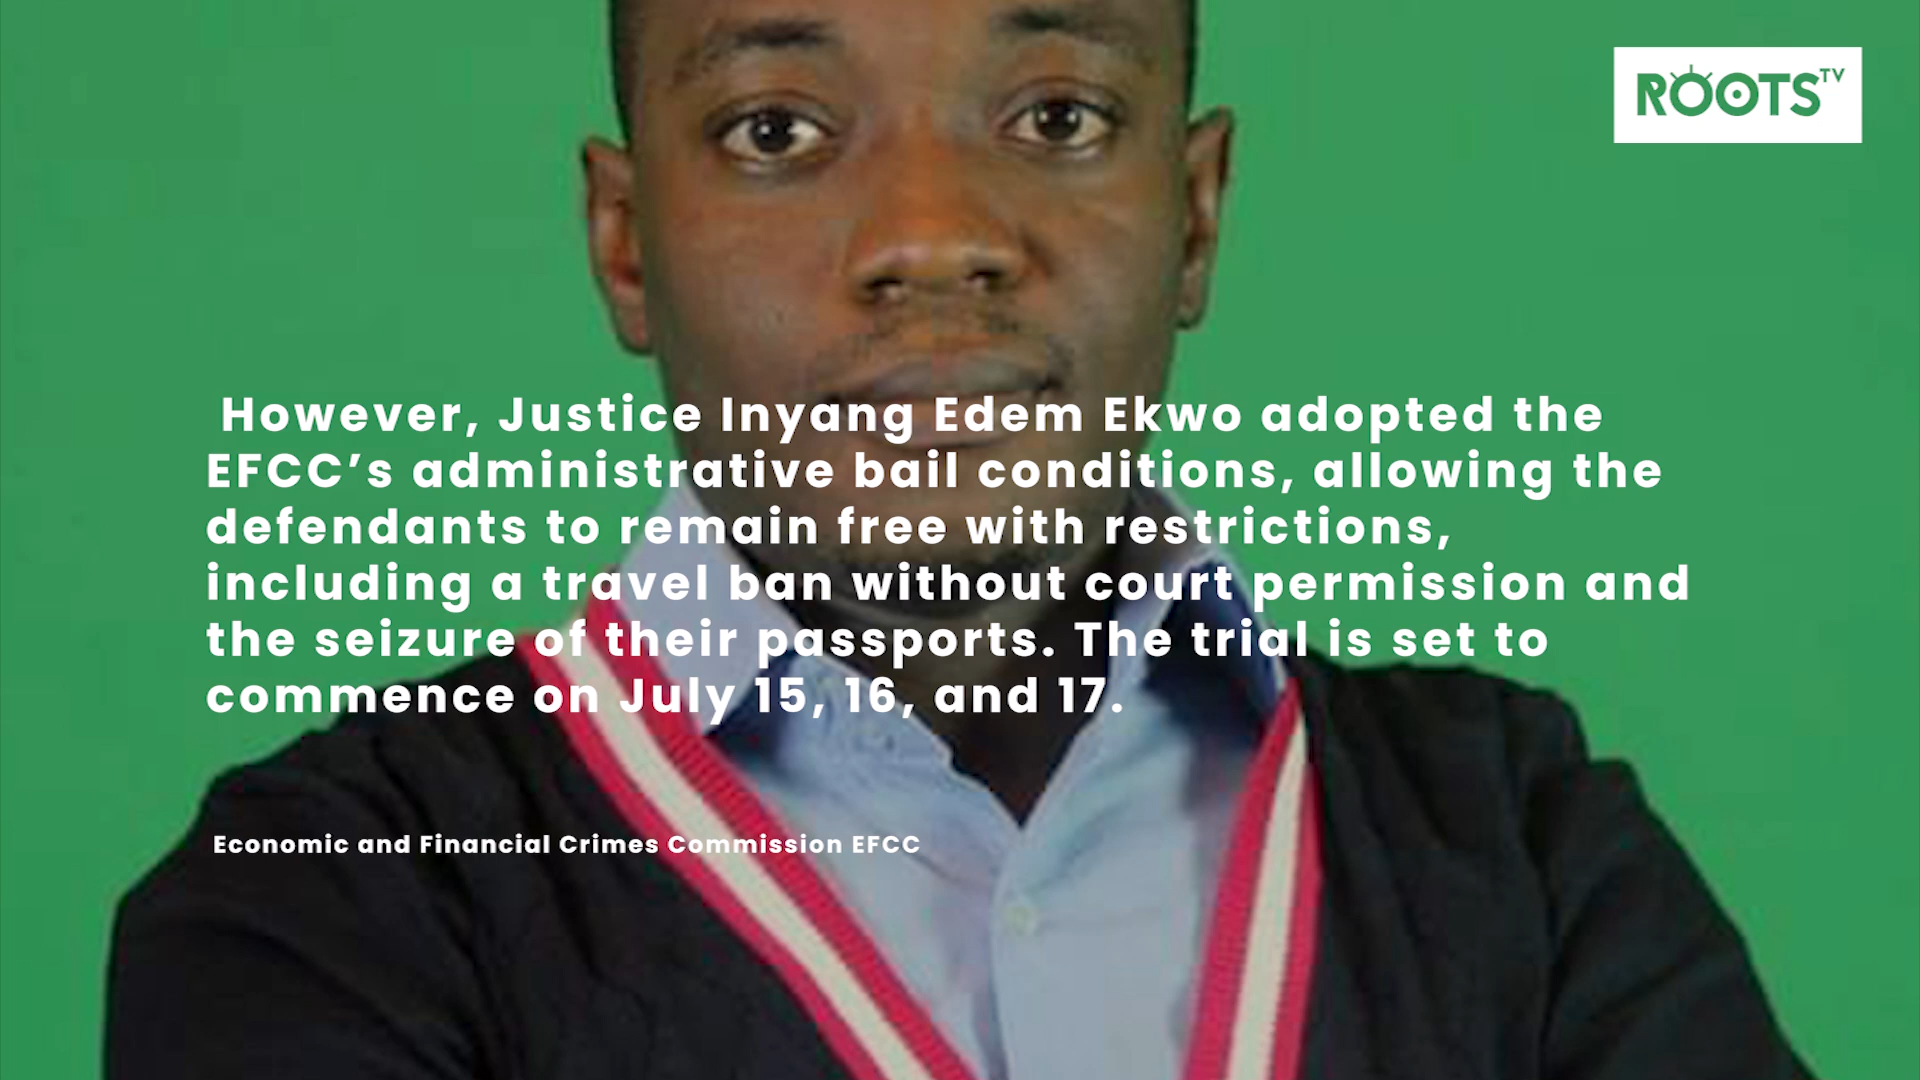 ROOTS TV
However, Justice Inyang Edem Ekwo adopted the
EFCC’s administrative bail conditions, allowing the
defendants to remain free with restrictions,
including a travel ban without court permission and
the seizure of their passports. The trial is set to
commence on July 15, 16, and 17.
Economic and Financial Crimes Commission EFCC